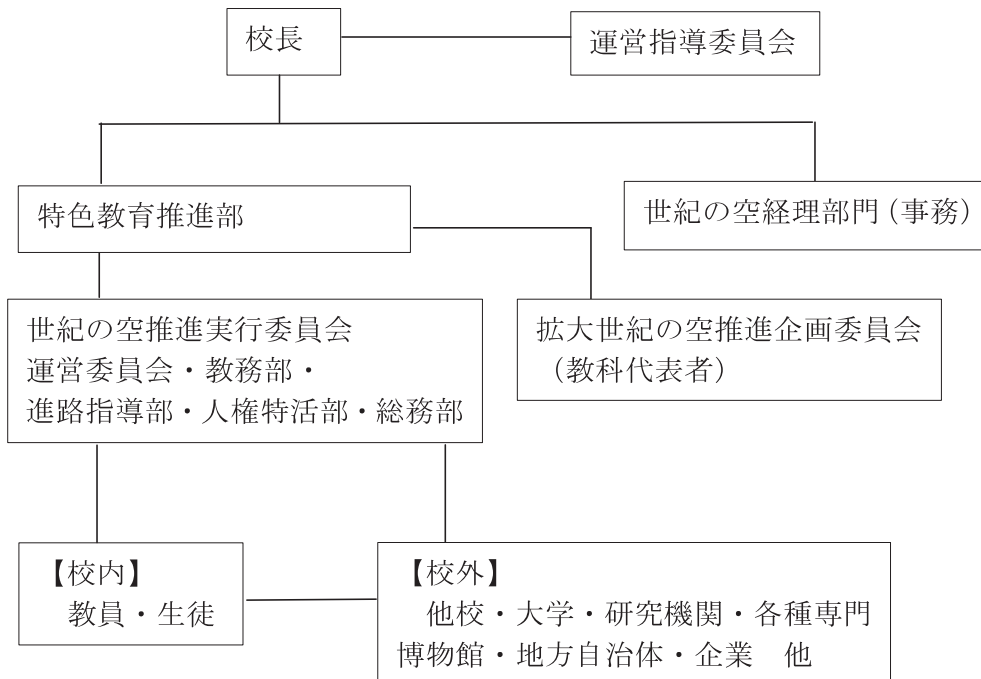 校長
運営指導委員会
特色教育推進部
世紀の空経理部門（事務）
世紀の空推進実行委員会
運営委員会・教務部・
進路指導部・人権特活部・総務部
拡大世紀の空推進企画委員会
（教科代表者）
【校内】
教員・生徒
【校外】
他校・大学・研究機関・各種専門
博物館・地方自治体・企業　他